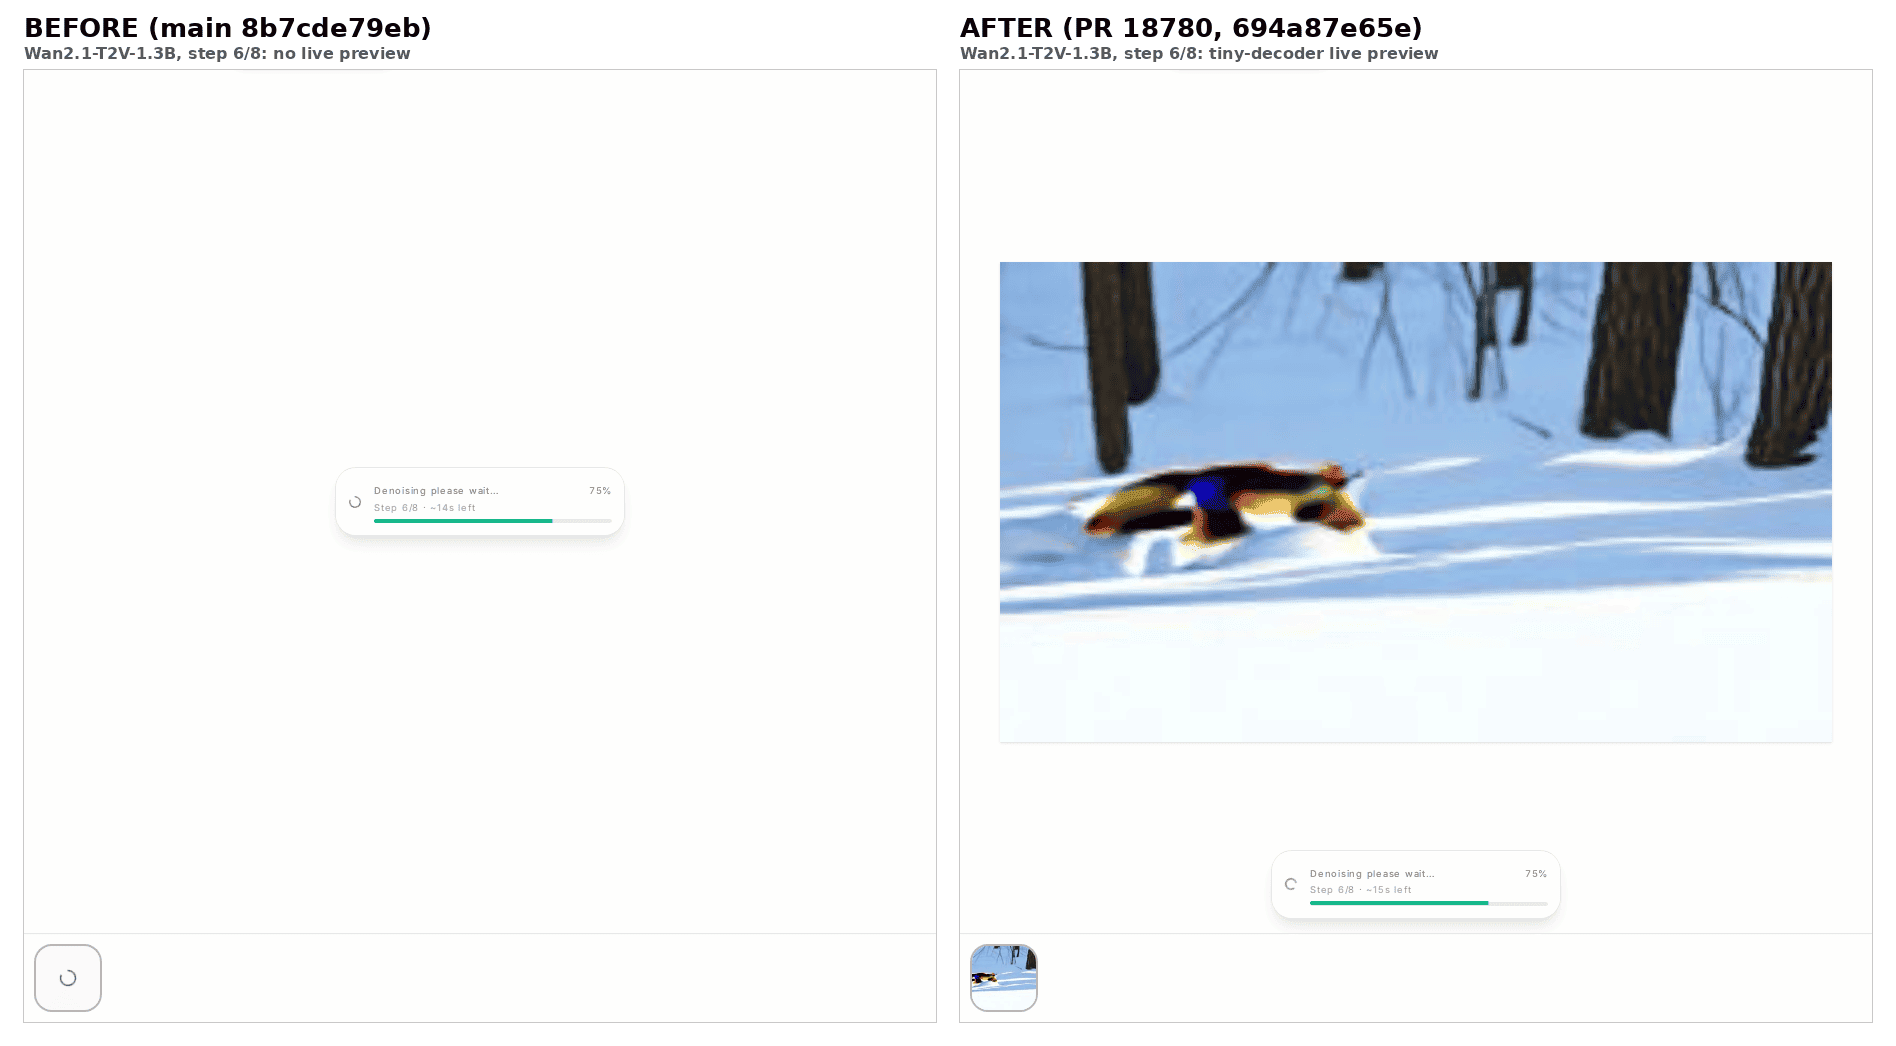 BEFORE (main 8b7cde79eb)
Wan2.1-T2V-1.3B, step 6/8: no live preview
Denoising please wait... 75%
Step 6/8 · ~14s left
AFTER (PR 18780, 694a87e65e)
Wan2.1-T2V-1.3B, step 6/8: tiny-decoder live preview
Denoising please wait... 75%
Step 6/8 · ~15s left